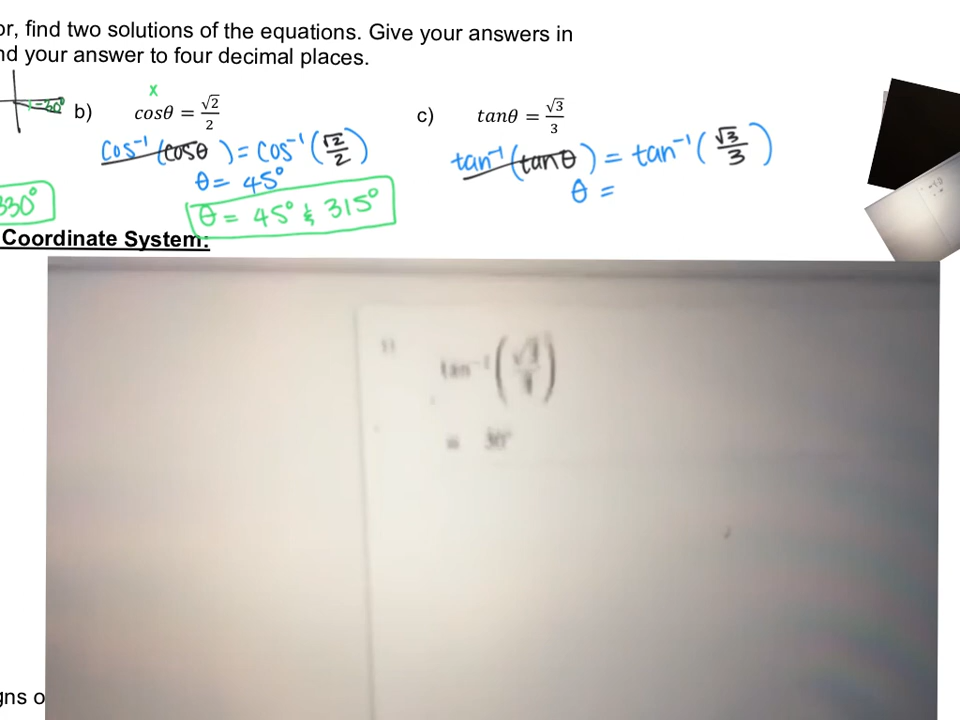 or, find two solutions of the equations. Give your answers in
nd your answer to four decimal places.
-30°
x
b) cosθ = √2/2
c) tanθ = √3/3
cos⁻¹(cosθ) = cos⁻¹(√2/2)
tan⁻¹(tanθ) = tan⁻¹(√3/3)
θ = 45°
θ =
330°
θ = 45° & 315°
Coordinate System:
tan⁻¹
= 30°
gns o